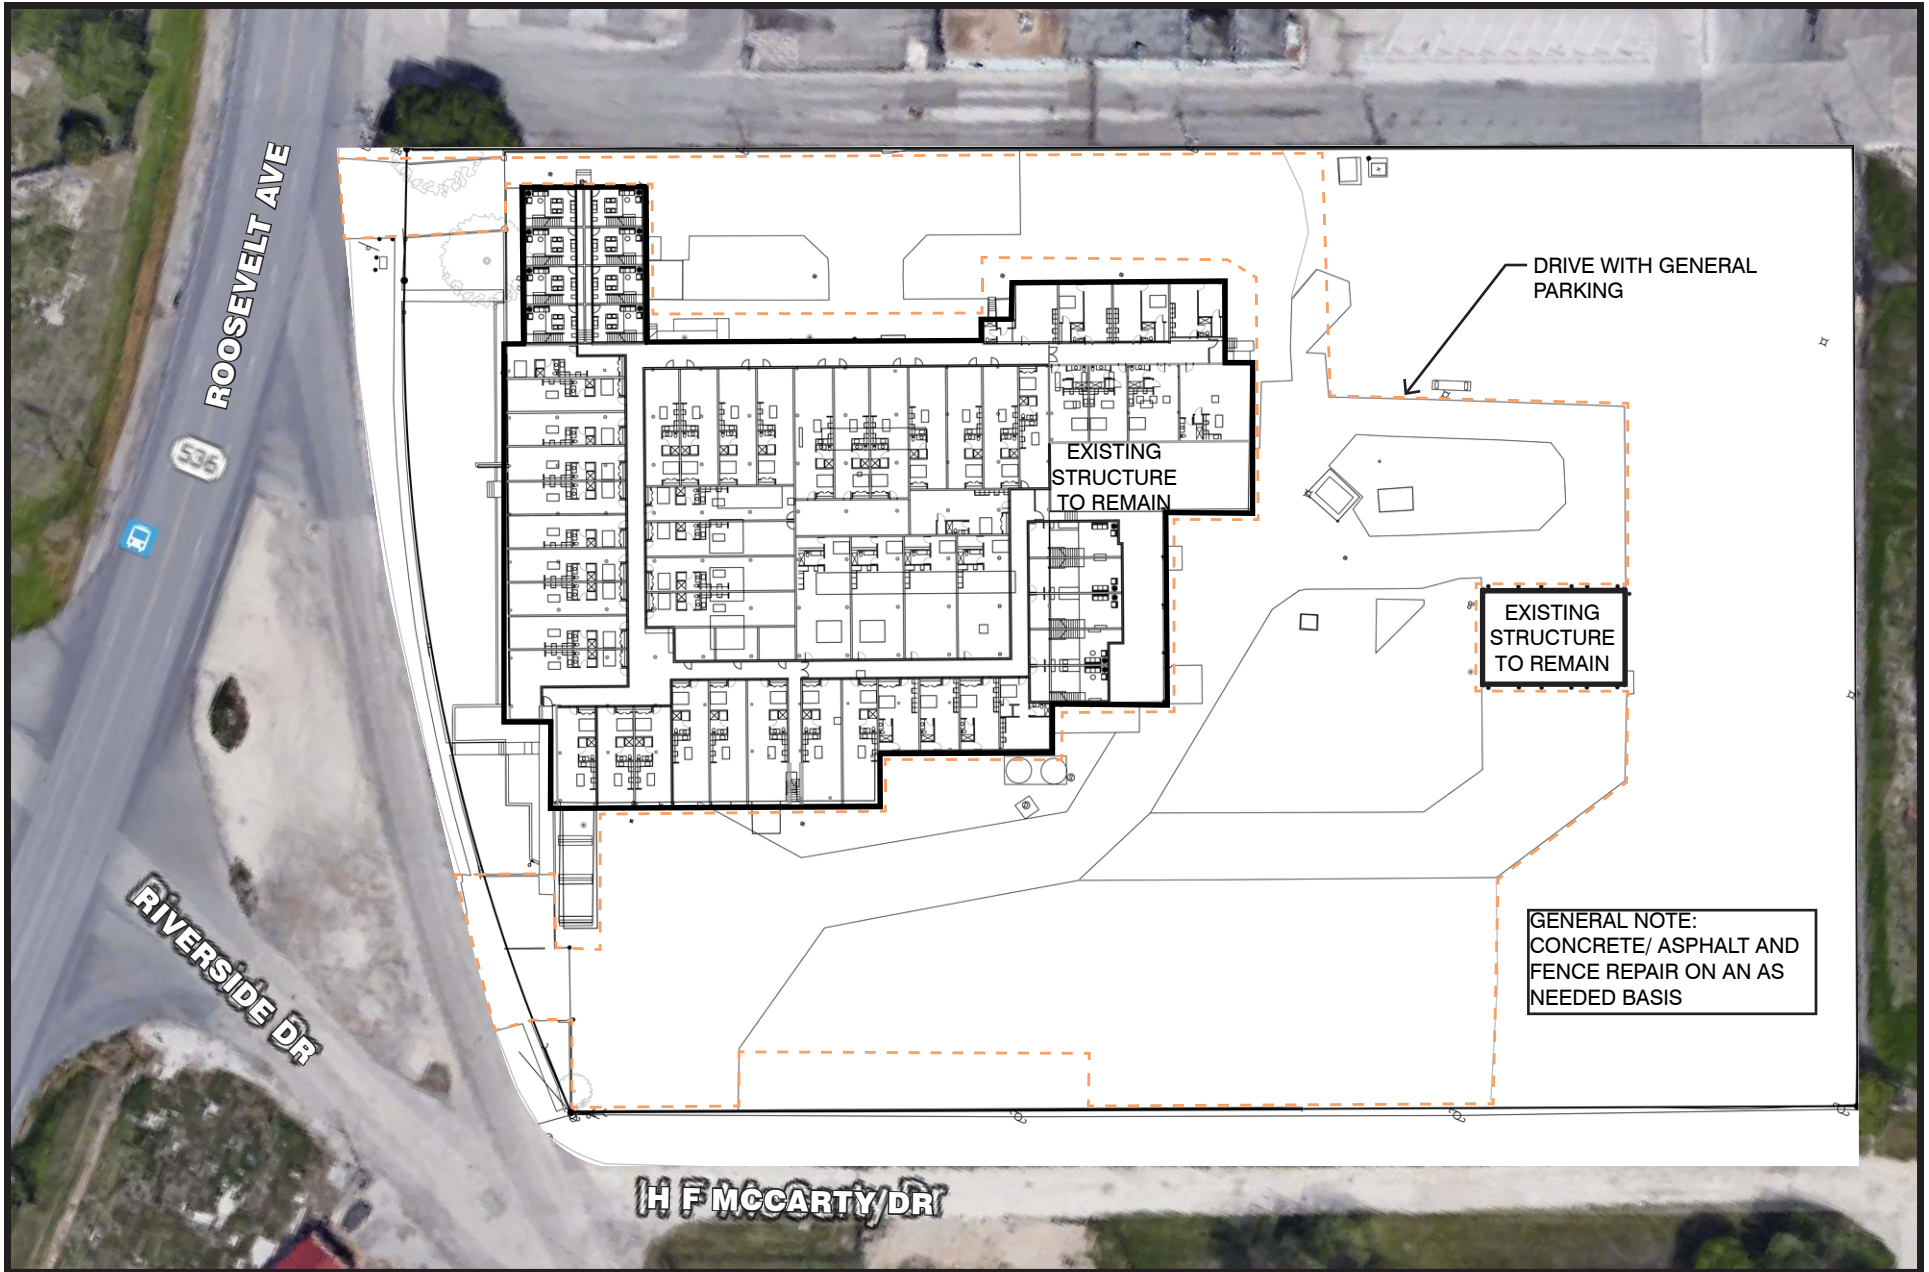 ROOSEVELT AVE
536
DRIVE WITH GENERAL
PARKING
EXISTING
STRUCTURE
TO REMAIN
EXISTING
STRUCTURE
TO REMAIN
RIVERSIDE DR
GENERAL NOTE:
CONCRETE/ ASPHALT AND
FENCE REPAIR ON AN AS
NEEDED BASIS
H F MCCARTY DR